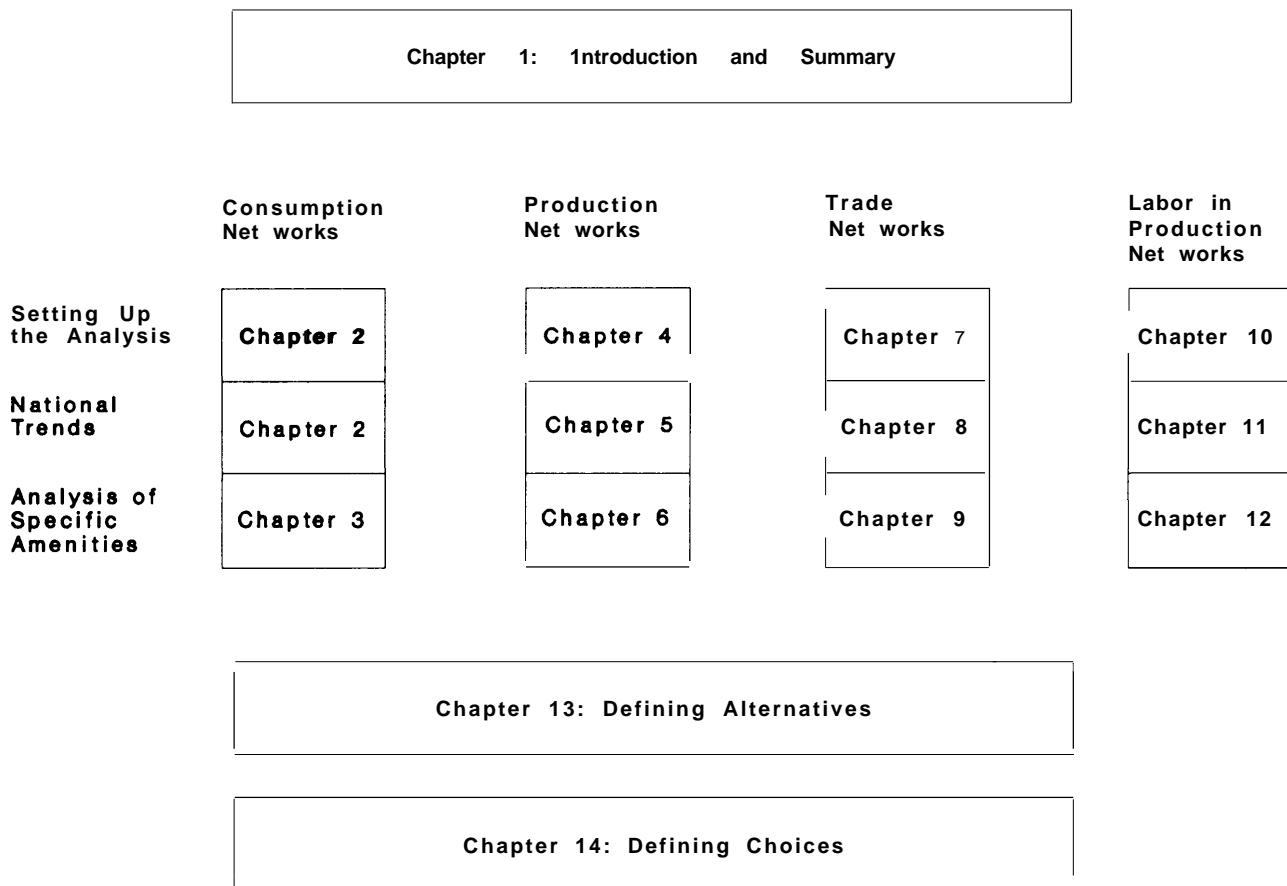 Chapter 1: 1ntroduction and Summary
Consumption
Net works
Production
Net works
Trade
Net works
Labor in
Production
Net works
Setting Up
the Analysis
Chapter 2
Chapter 4
Chapter 7
Chapter 10
National
Trends
Chapter 2
Chapter 5
Chapter 8
Chapter 11
Analysis of
Specific
Amenities
Chapter 3
Chapter 6
Chapter 9
Chapter 12
Chapter 13: Defining Alternatives
Chapter 14: Defining Choices